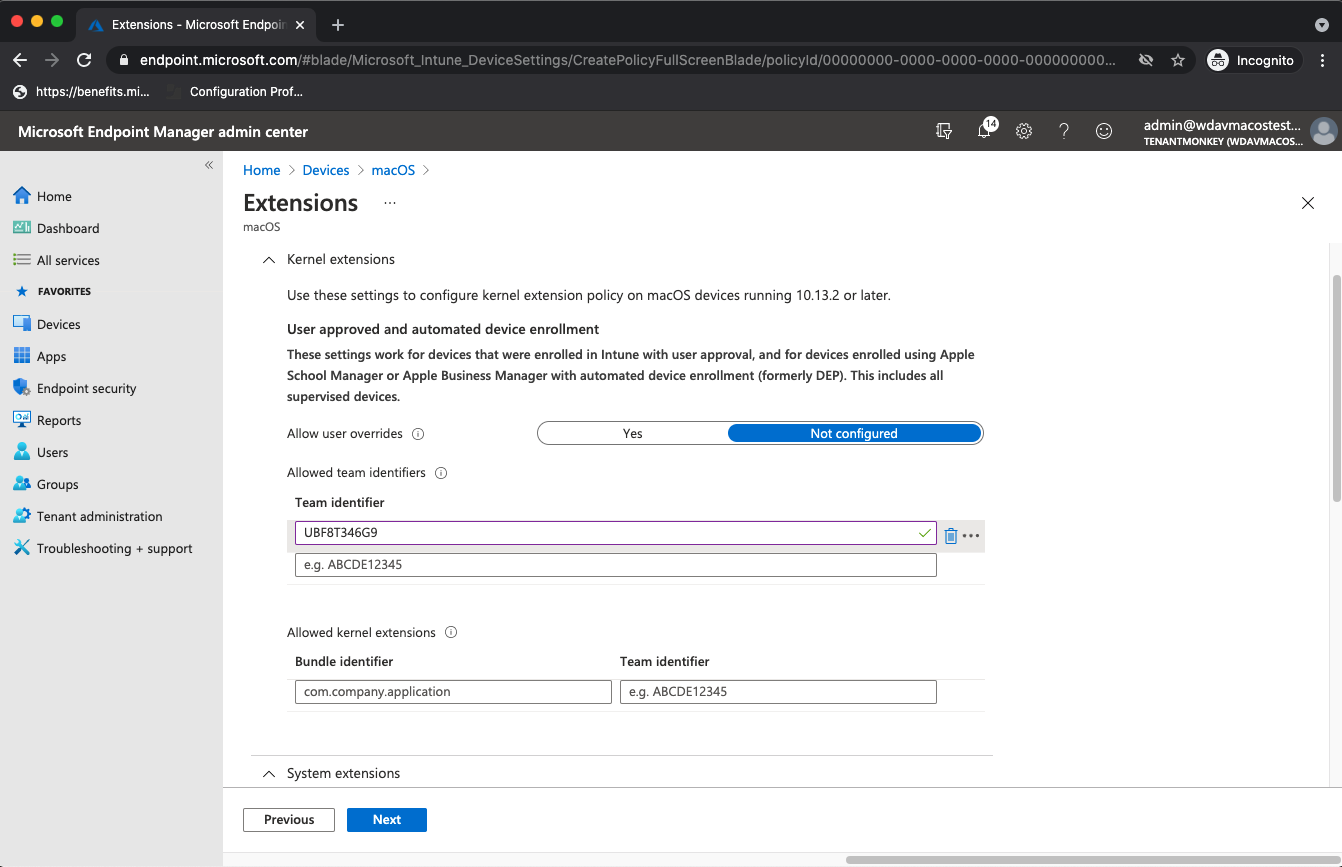 Extensions - Microsoft Endpoin
endpoint.microsoft.com/#blade/Microsoft_Intune_DeviceSettings/CreatePolicyFullScreenBlade/policyId/00000000-0000-0000-0000-000000000...
Incognito
https://benefits.mi...
Configuration Prof...
Microsoft Endpoint Manager admin center
14
admin@wdavmacostest...
TENANTMONKEY (WDAVMACOS...
Home
Dashboard
All services
FAVORITES
Devices
Apps
Endpoint security
Reports
Users
Groups
Tenant administration
Troubleshooting + support
Home > Devices > macOS >
Extensions ...
macOS
Kernel extensions
Use these settings to configure kernel extension policy on macOS devices running 10.13.2 or later.
User approved and automated device enrollment
These settings work for devices that were enrolled in Intune with user approval, and for devices enrolled using Apple
School Manager or Apple Business Manager with automated device enrollment (formerly DEP). This includes all
supervised devices.
Allow user overrides
Yes
Not configured
Allowed team identifiers
Team identifier
UBF8T346G9
e.g. ABCDE12345
Allowed kernel extensions
Bundle identifier
Team identifier
com.company.application
e.g. ABCDE12345
System extensions
Previous
Next